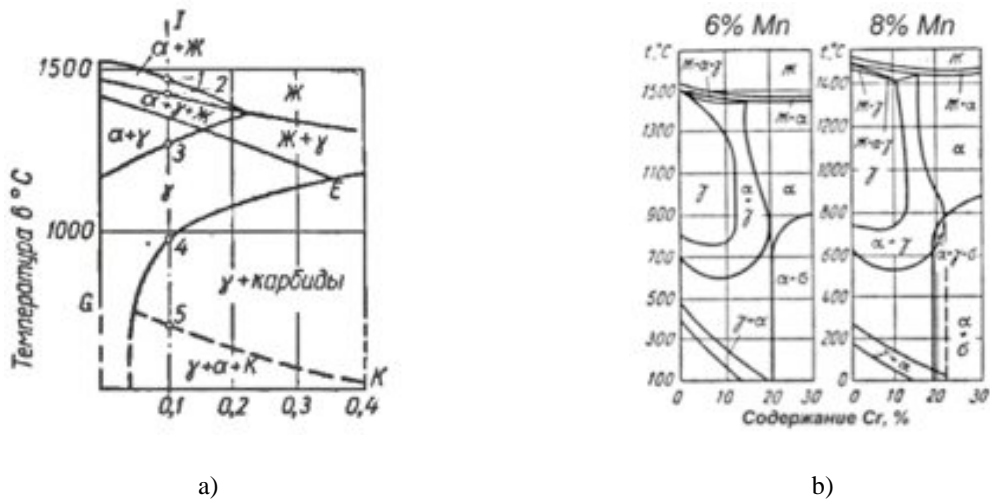 I
α+Ж
1500
1
2
Ж
α+γ+Ж
α+γ
Ж+γ
3
γ
E
1000
4
γ+карбиды
G
5
γ+α+К
K
0,1
0,2
0,3
0,4
Температура в °С
a)
6% Mn
8% Mn
t,°C
t,°C
ж
ж
ж-α-γ
1500
1400
ж-γ
ж-α
ж-α
1300
1200
ж-α-γ
1100
1000
α
γ
α
+
γ
α
γ
900
800
700
600
α+γ
α-γ-б
α+б
500
400
γ+α
300
200
б + α
100
0
0
10
20
30
0
10
20
30
Содержание Cr, %
b)